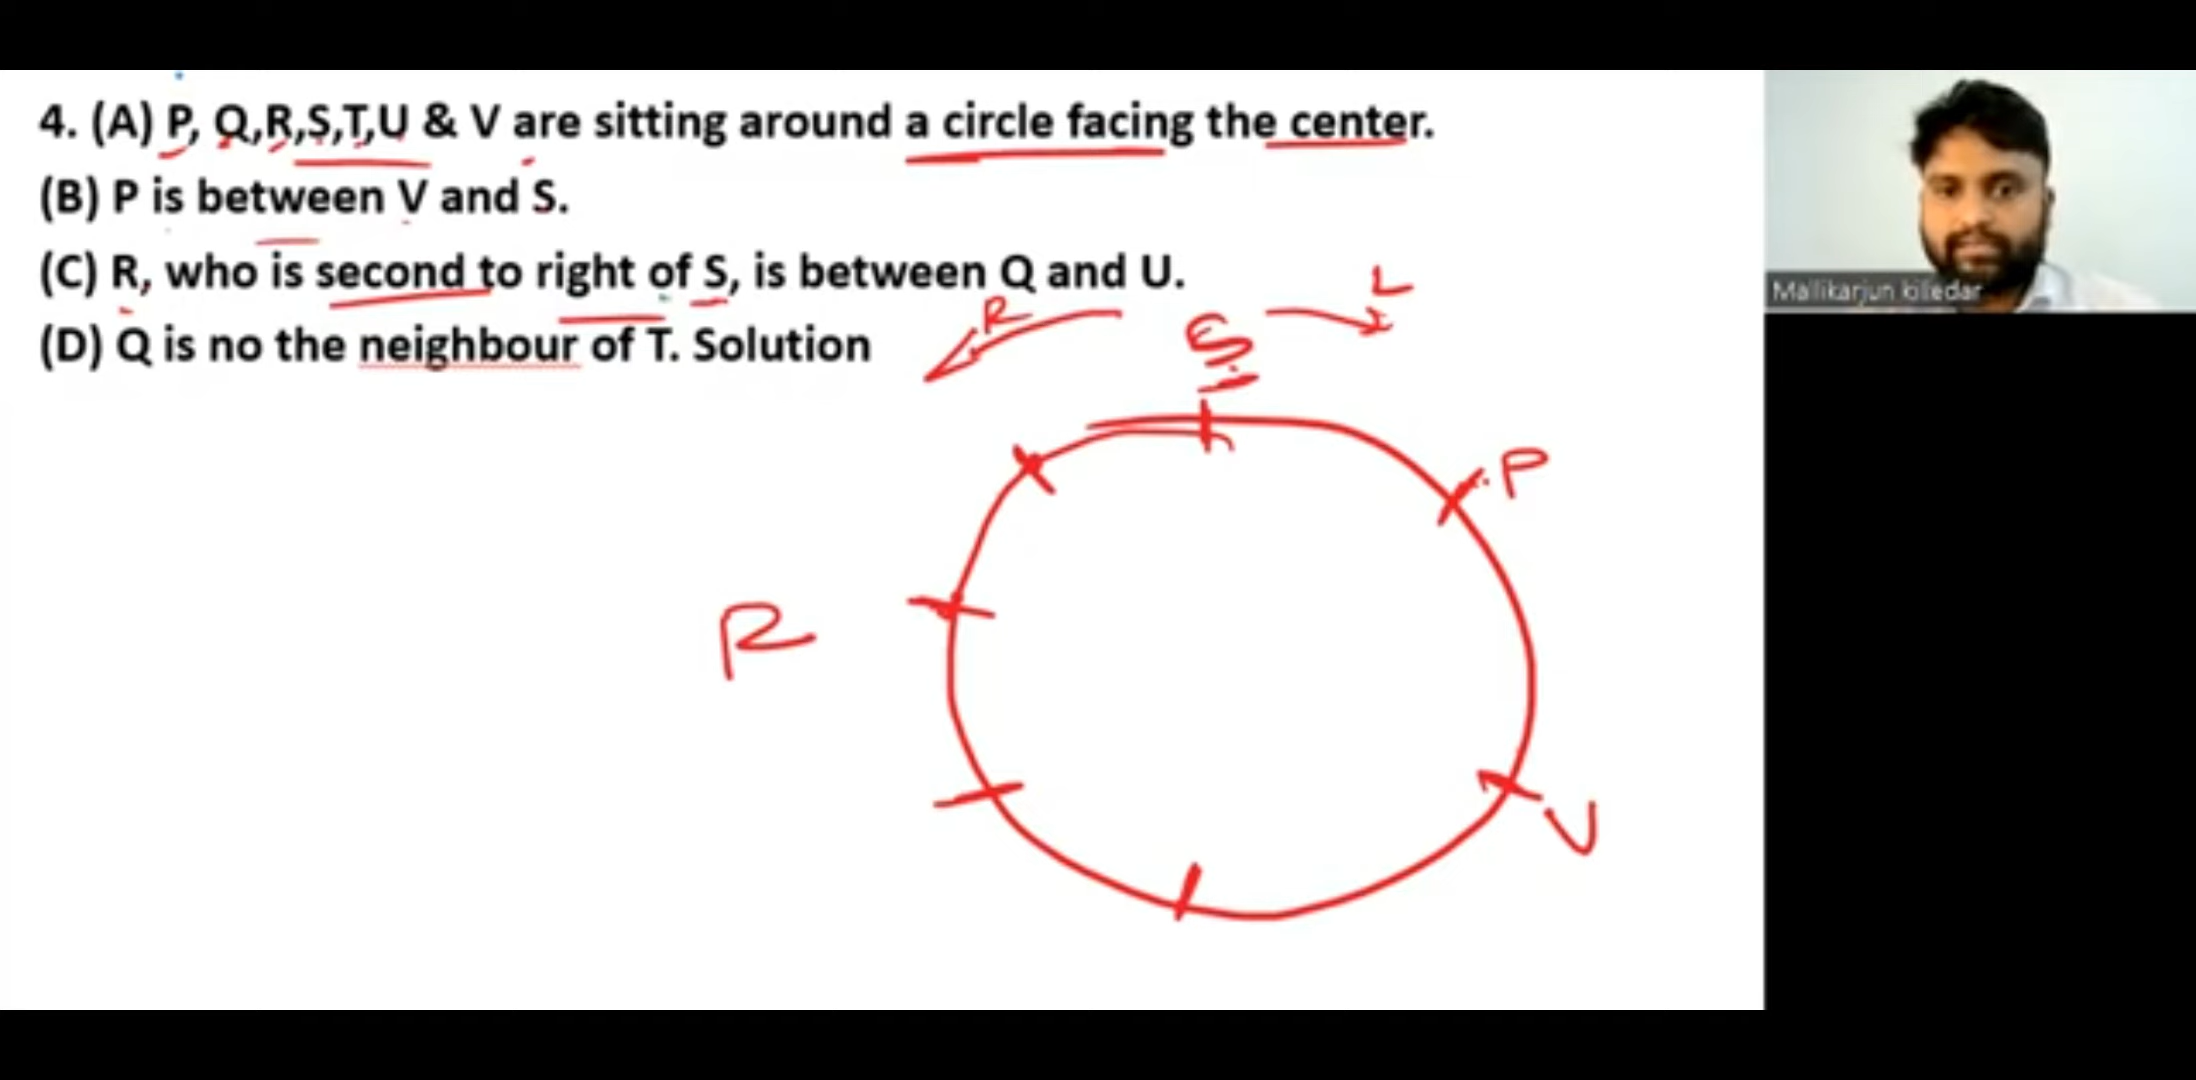 4. (A) P, Q,R,S,T,U & V are sitting around a circle facing the center.
(B) P is between V and S.
(C) R, who is second to right of S, is between Q and U.
(D) Q is no the neighbour of T. Solution
Mallikarjun killedar
R
L
S
P
R
V